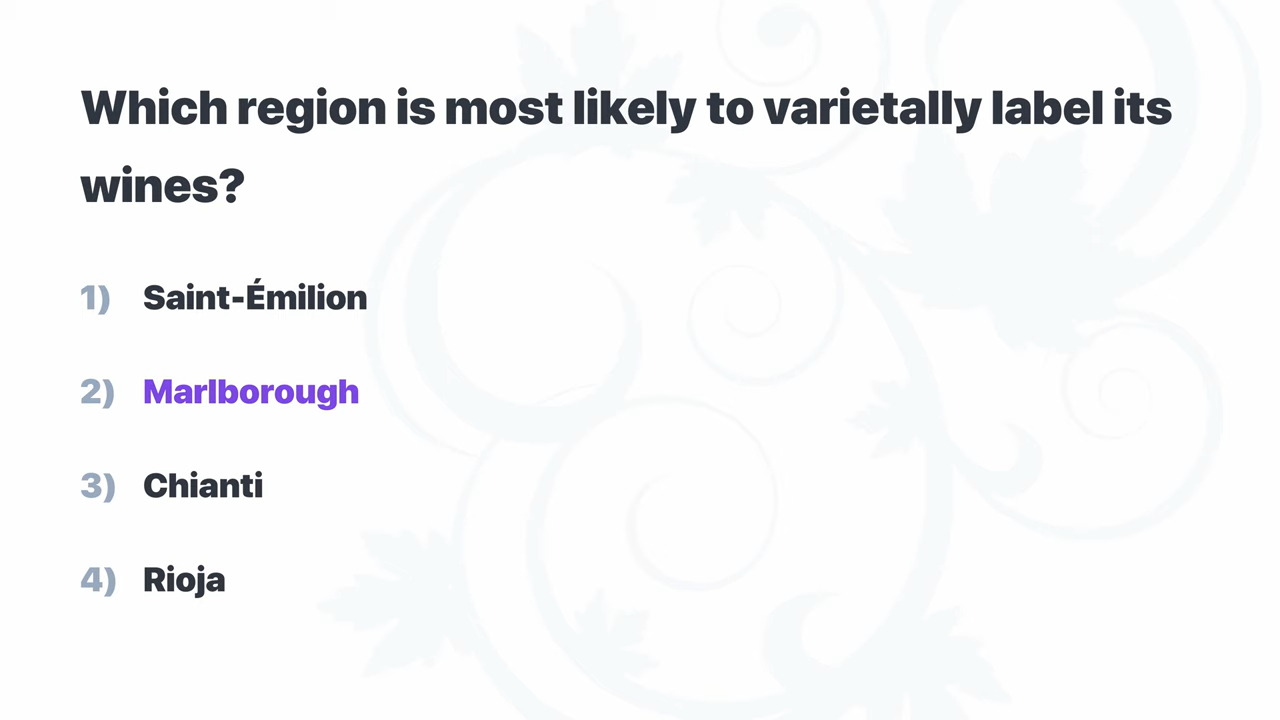 Which region is most likely to varietally label its
wines?
1) Saint-Émilion
2) Marlborough
3) Chianti
4) Rioja